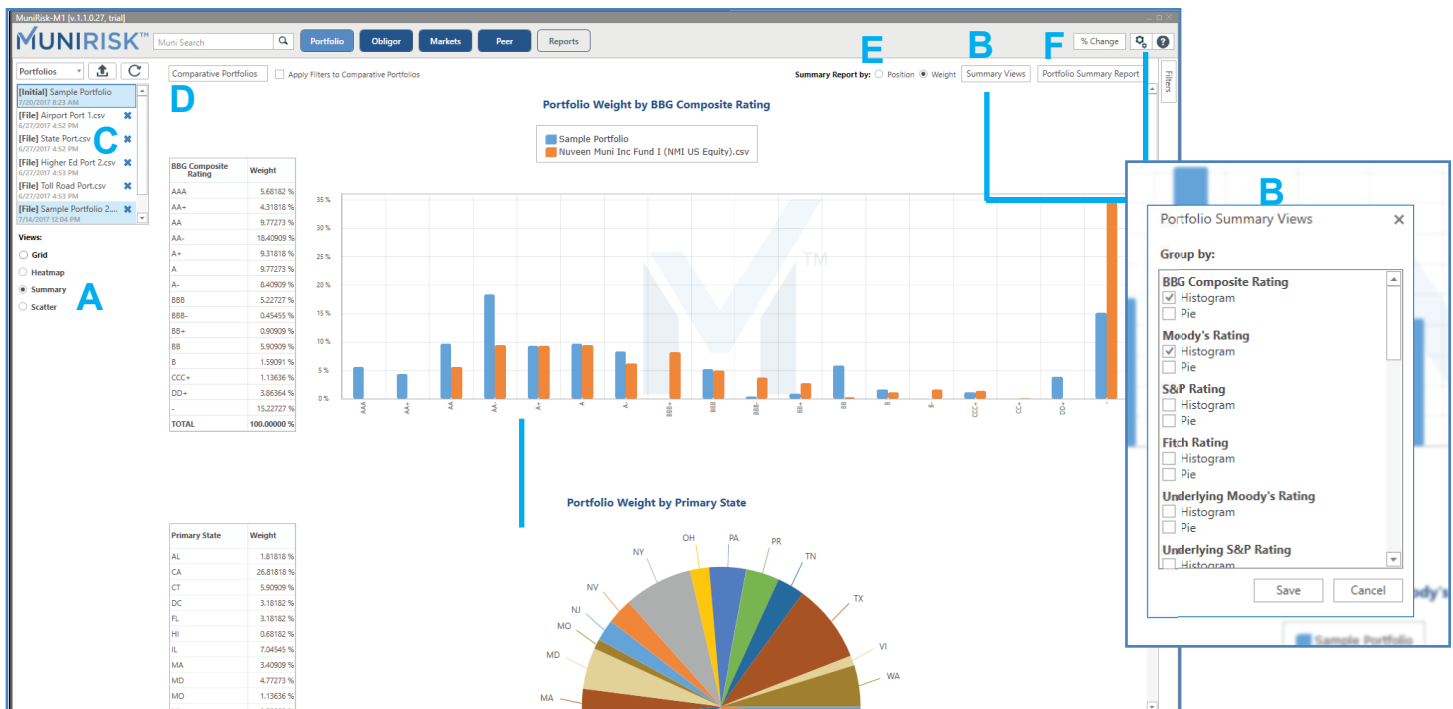 MuniRisk-M1 [v.1.1.0.27, trial]
MUNIRISK™
Muni Search
Portfolio
Obligor
Markets
Peer
Reports
% Change
?
E
B
F
Portfolios
Comparative Portfolios
Apply Filters to Comparative Portfolios
Summary Report by:
Position
Weight
Summary Views
Portfolio Summary Report
Filters
D
[Initial] Sample Portfolio
7/20/2017 8:23 AM
[File] Airport Port 1.csv
6/27/2017 4:52 PM
[File] State Port.csv
6/27/2017 4:52 PM
[File] Higher Ed Port 2.csv
6/27/2017 4:53 PM
[File] Toll Road Port.csv
6/27/2017 4:53 PM
[File] Sample Portfolio 2....
7/14/2017 12:04 PM
C
Views:
Grid
Heatmap
Summary
Scatter
A
Portfolio Weight by BBG Composite Rating
Sample Portfolio
Nuveen Muni Inc Fund I (NMI US Equity).csv
BBG Composite
Rating
Weight
AAA 5.68182 %
AA+ 4.31818 %
AA 9.77273 %
AA- 18.40909 %
A+ 9.31818 %
A 9.77273 %
A- 8.40909 %
BBB 5.22727 %
BBB- 0.45455 %
BB+ 0.90909 %
BB 5.90909 %
B 1.59091 %
CCC+ 1.13636 %
DD+ 3.86364 %
- 15.22727 %
TOTAL 100.00000 %
35 %
30 %
25 %
20 %
15 %
10 %
5 %
0 %
TM
AAA
AA+
AA
AA-
A+
A
A-
BBB+
BBB
BBB-
BB+
BB
B
B-
CCC+
CC+
DD+
-
Portfolio Weight by Primary State
Primary State Weight
AL 1.81818 %
CA 26.81818 %
CT 5.90909 %
DC 3.18182 %
FL 3.18182 %
HI 0.68182 %
IL 7.04545 %
MA 3.40909 %
MD 4.77273 %
MO 1.13636 %
MA
MD
MO
NJ
NV
NY
OH
PA
PR
TN
TX
VI
WA
B
Portfolio Summary Views
Group by:
BBG Composite Rating
Histogram
Pie
Moody's Rating
Histogram
Pie
S&P Rating
Histogram
Pie
Fitch Rating
Histogram
Pie
Underlying Moody's Rating
Histogram
Pie
Underlying S&P Rating
Histogram
Save
Cancel
ody's
Sample Portfolio